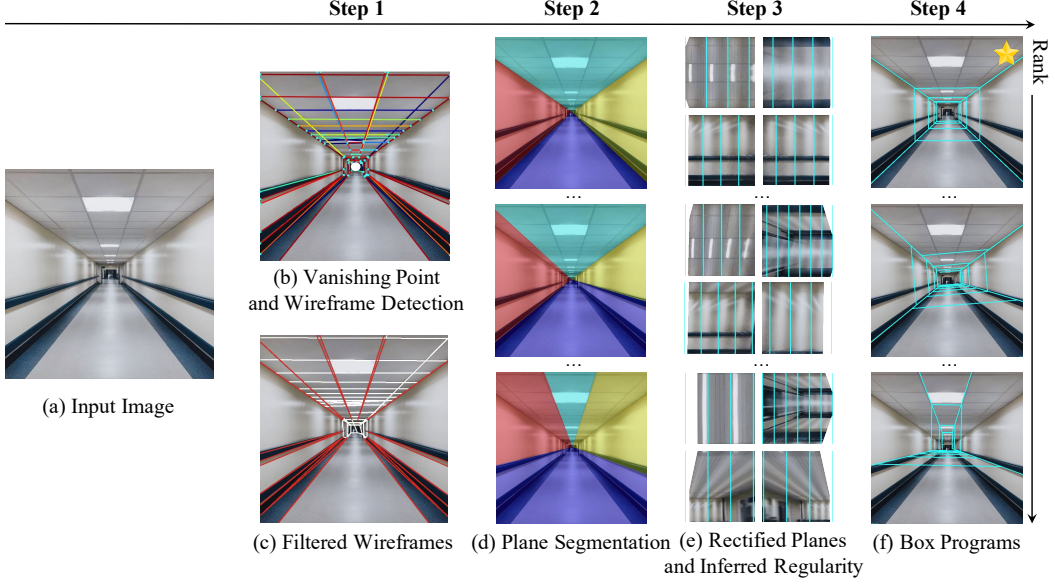 Step 1
Step 2
Step 3
Step 4
Rank
(a) Input Image
(b) Vanishing Point
and Wireframe Detection
(c) Filtered Wireframes
...
...
...
...
...
...
(d) Plane Segmentation
(e) Rectified Planes
and Inferred Regularity
(f) Box Programs